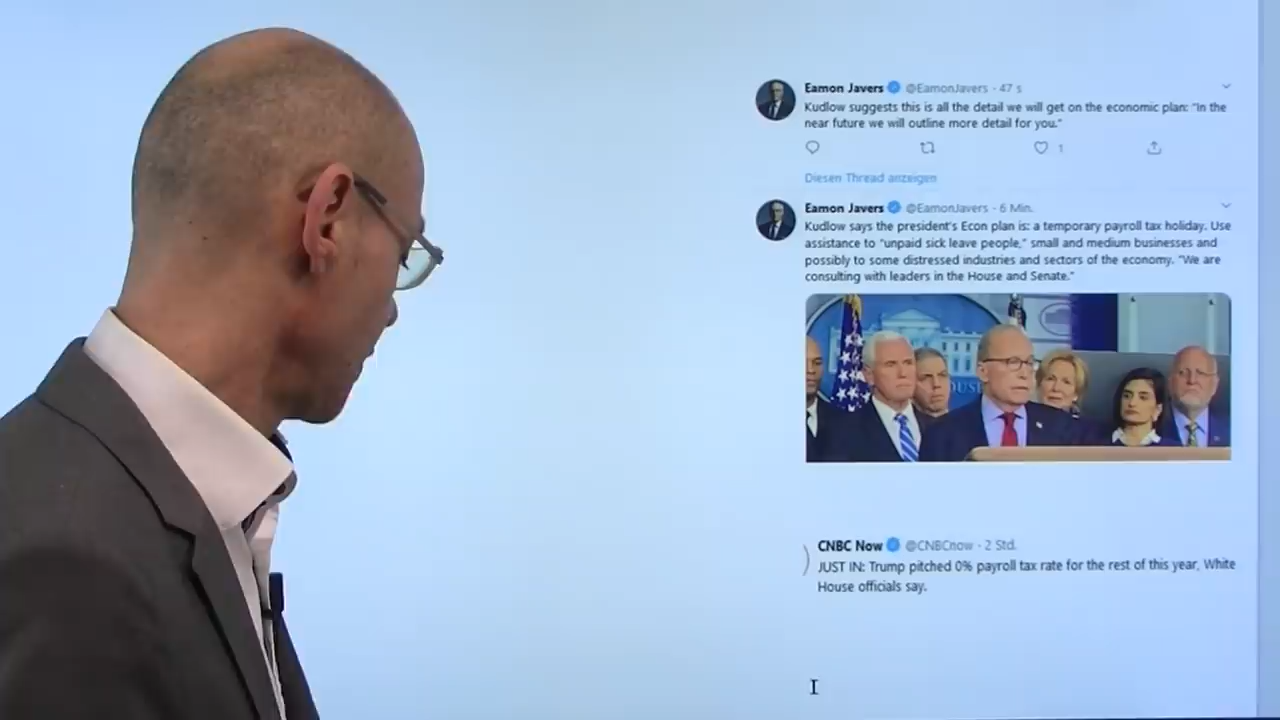 Eamon Javers @EamonJavers · 47 s
Kudlow suggests this is all the detail we will get on the economic plan: “In the
near future we will outline more detail for you.”
1
Diesen Thread anzeigen
Eamon Javers @EamonJavers · 6 Min.
Kudlow says the president's Econ plan is: a temporary payroll tax holiday. Use
assistance to “unpaid sick leave people,” small and medium businesses and
possibly to some distressed industries and sectors of the economy. “We are
consulting with leaders in the House and Senate.”
CNBC Now @CNBCnow · 2 Std.
JUST IN: Trump pitched 0% payroll tax rate for the rest of this year, White
House officials say.